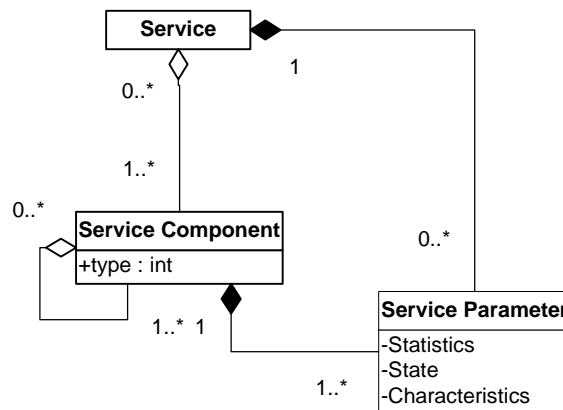 Service
1
0..*
1..*
0..*
Service Component
+type : int
0..*
1..* 1
Service Parameter
-Statistics
-State
-Characteristics
1..*